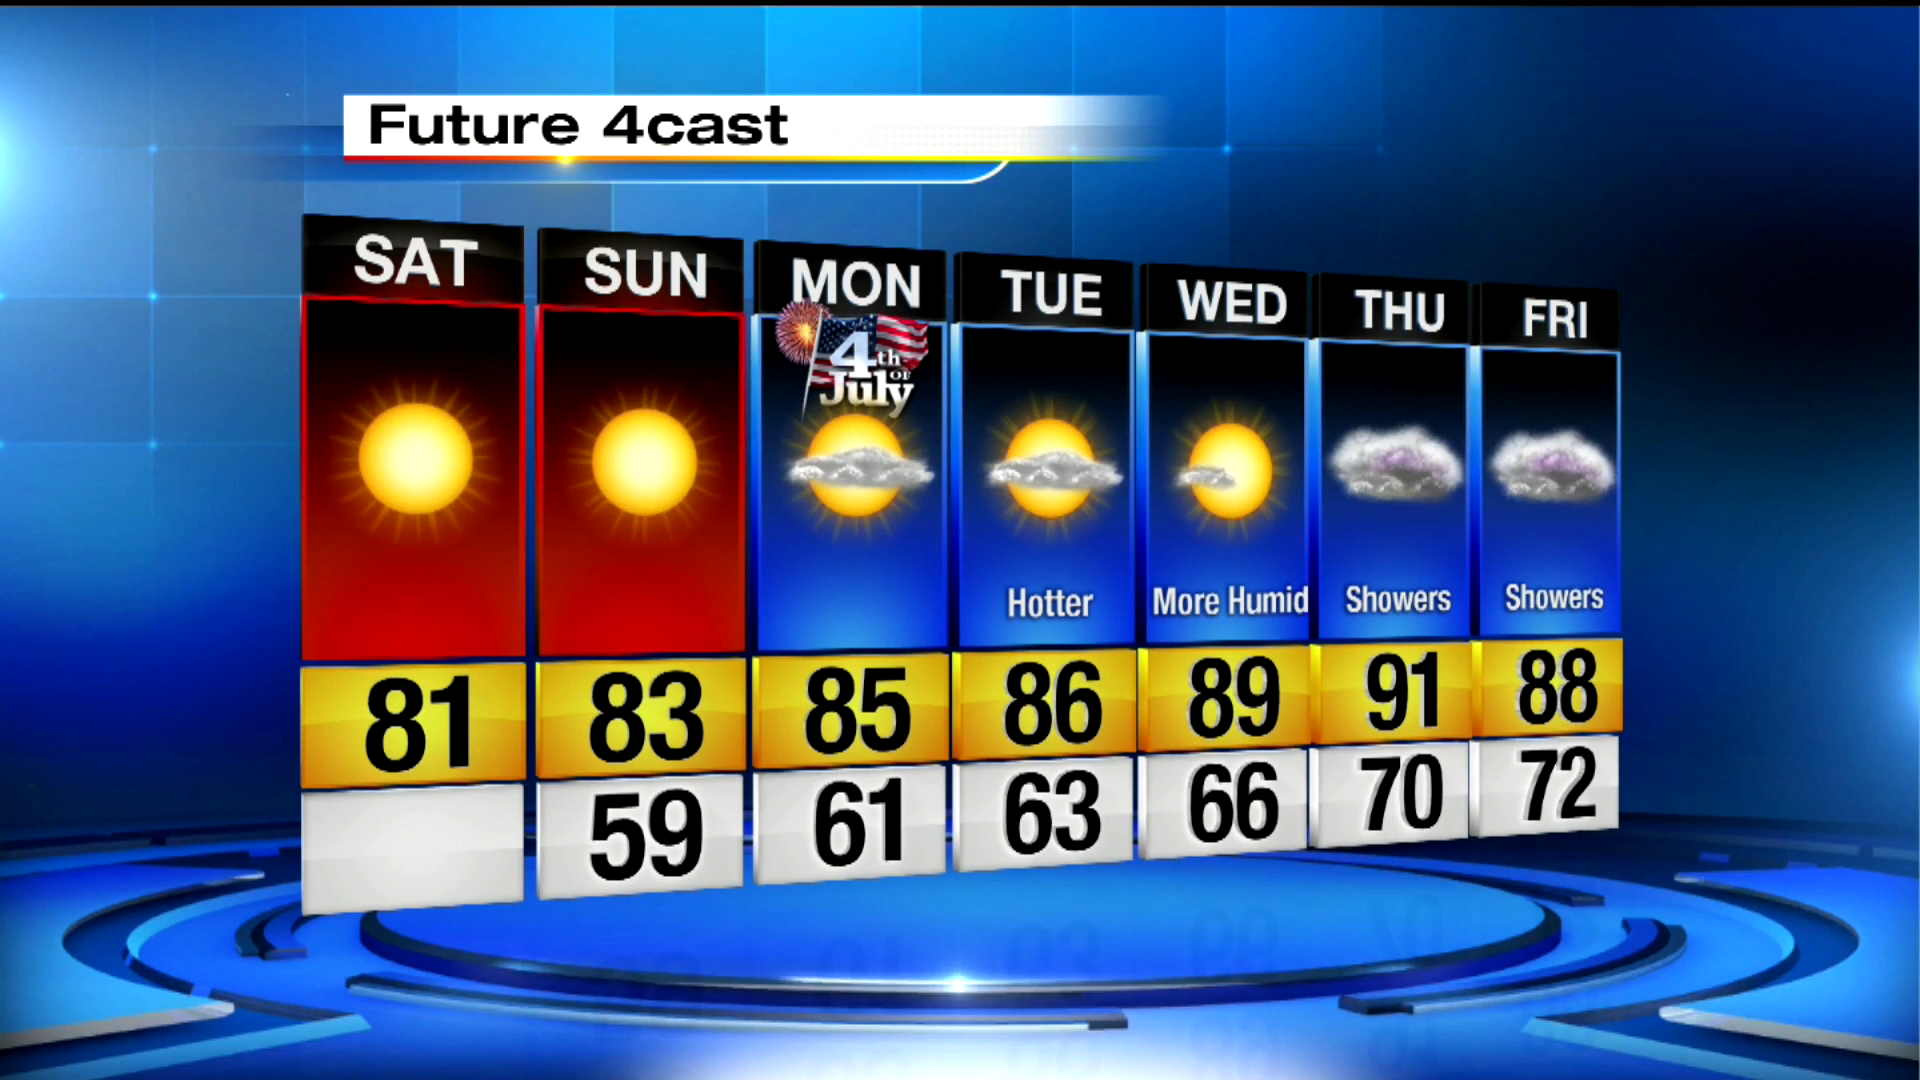 Future 4cast
SAT SUN MON TUE WED THU FRI
4th of
July
Hotter More Humid Showers Showers
81 83 85 86 89 91 88
59 61 63 66 70 72